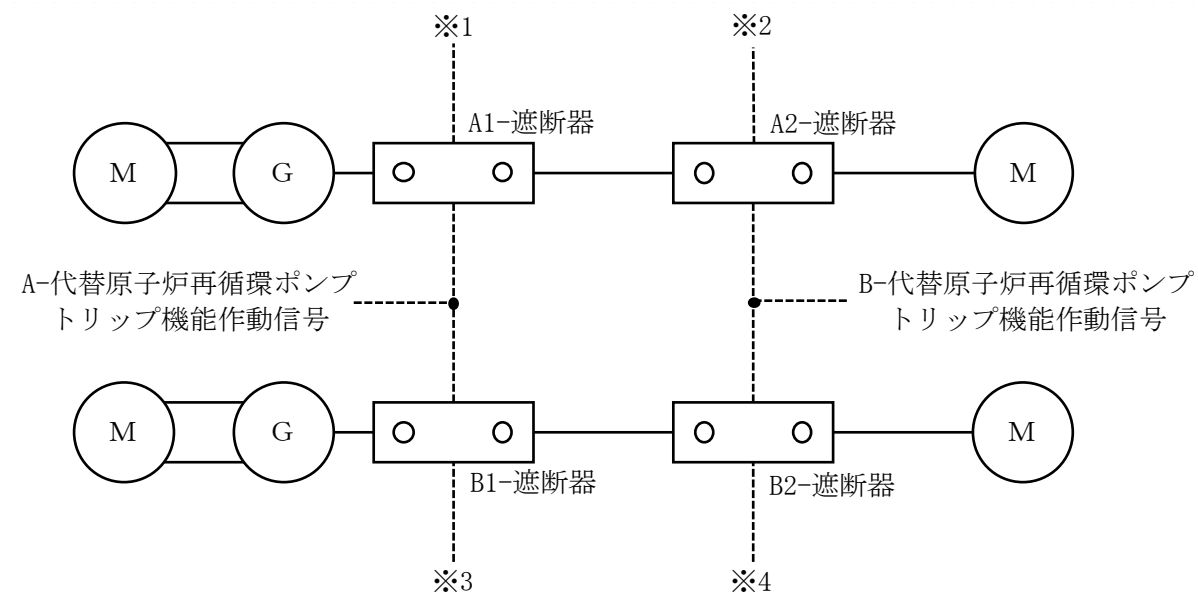 ※1
※2
A1-遮断器
A2-遮断器
M
G
M
A-代替原子炉再循環ポンプ
トリップ機能作動信号
B-代替原子炉再循環ポンプ
トリップ機能作動信号
M
G
M
B1-遮断器
B2-遮断器
※3
※4